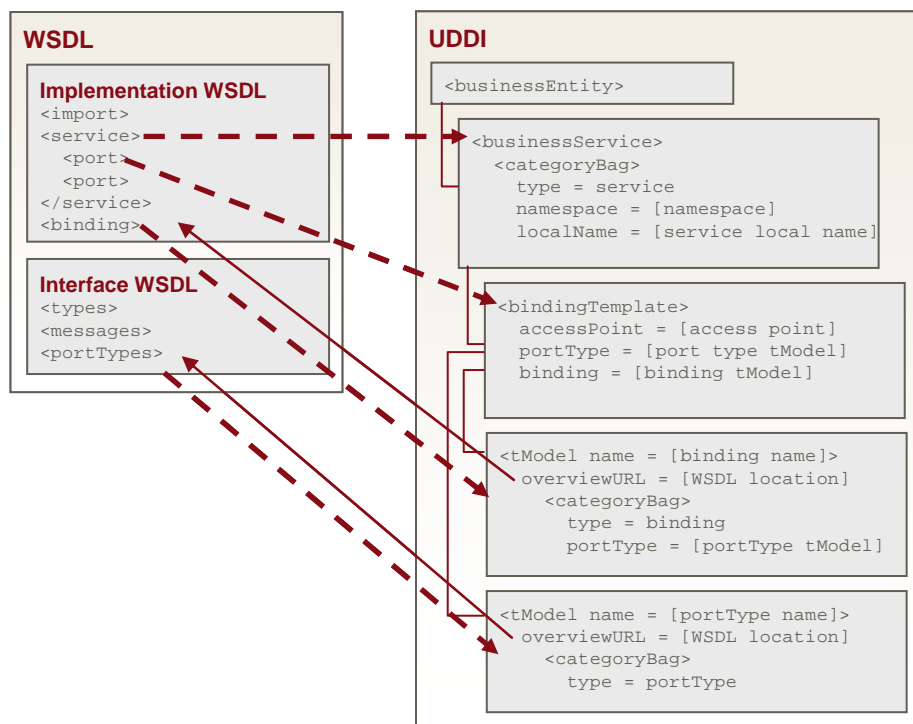 WSDL
Implementation WSDL
<import>
<service>
<port>
<port>
</service>
<binding>
Interface WSDL
<types>
<messages>
<portTypes>
UDDI
<businessEntity>
<businessService>
<categoryBag>
type = service
namespace = [namespace]
localName = [service local name]
<bindingTemplate>
accessPoint = [access point]
portType = [port type tModel]
binding = [binding tModel]
<tModel name = [binding name]>
overviewURL = [WSDL location]
<categoryBag>
type = binding
portType = [portType tModel]
<tModel name = [portType name]>
overviewURL = [WSDL location]
<categoryBag>
type = portType